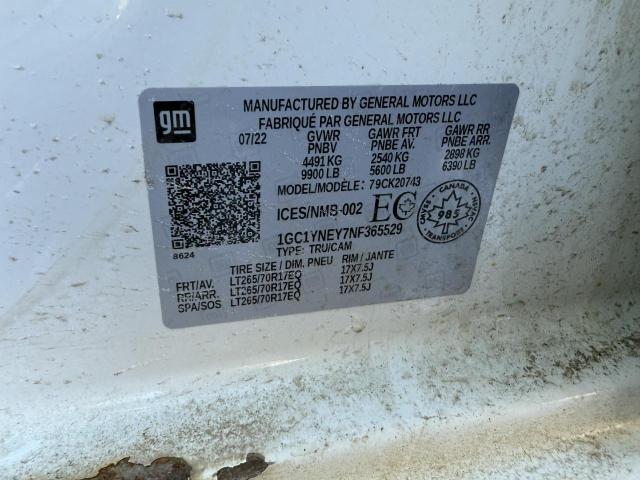 gm
MANUFACTURED BY GENERAL MOTORS LLC
FABRIQUÉ PAR GENERAL MOTORS LLC
07/22 GVWR GAWR FRT GAWR RR
PNBV PNBE AV. PNBE ARR.
4491 KG 2540 KG 2898 KG
9900 LB 5600 LB 6390 LB
MODEL/MODÈLE: 79CK20743
ICES/NMB-002 EC
CANADA
985
1GC1YNEY7NF365529
TYPE: TRU/CAM
8624
TIRE SIZE / DIM. PNEU RIM / JANTE
FRT/AV. LT265/70R17EQ 17X7.5J
RR/ARR. LT265/70R17EQ 17X7.5J
SPA/SOS LT265/70R17EQ 17X7.5J